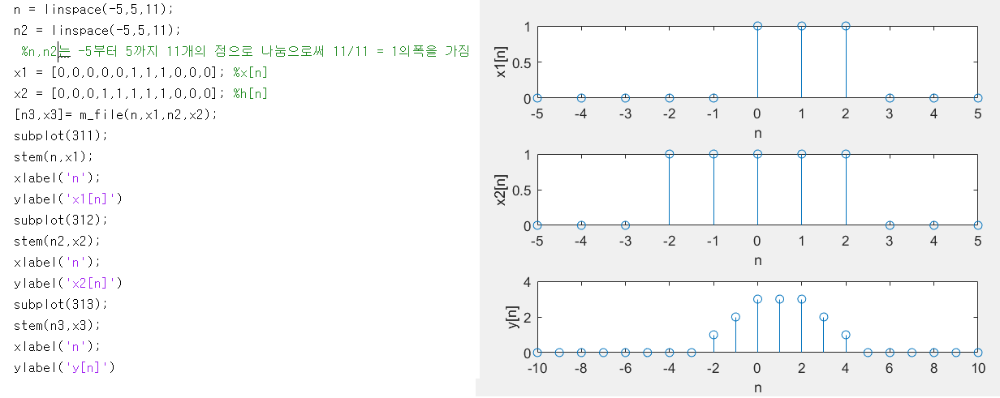 n = linspace(-5,5,11);
n2 = linspace(-5,5,11);
%n,n2는 -5부터 5까지 11개의 점으로 나눔으로써 11/11 = 1의폭을 가짐
x1 = [0,0,0,0,0,1,1,1,0,0,0]; %x[n]
x2 = [0,0,0,1,1,1,1,1,0,0,0]; %h[n]
[n3,x3]= m_file(n,x1,n2,x2);
subplot(311);
stem(n,x1);
xlabel('n');
ylabel('x1[n]')
subplot(312);
stem(n2,x2);
xlabel('n');
ylabel('x2[n]')
subplot(313);
stem(n3,x3);
xlabel('n');
ylabel('y[n]')
x1[n]
1
0.5
0
-5 -4 -3 -2 -1 0 1 2 3 4 5
n
x2[n]
1
0.5
0
-5 -4 -3 -2 -1 0 1 2 3 4 5
n
y[n]
4
2
0
-10 -8 -6 -4 -2 0 2 4 6 8 10
n